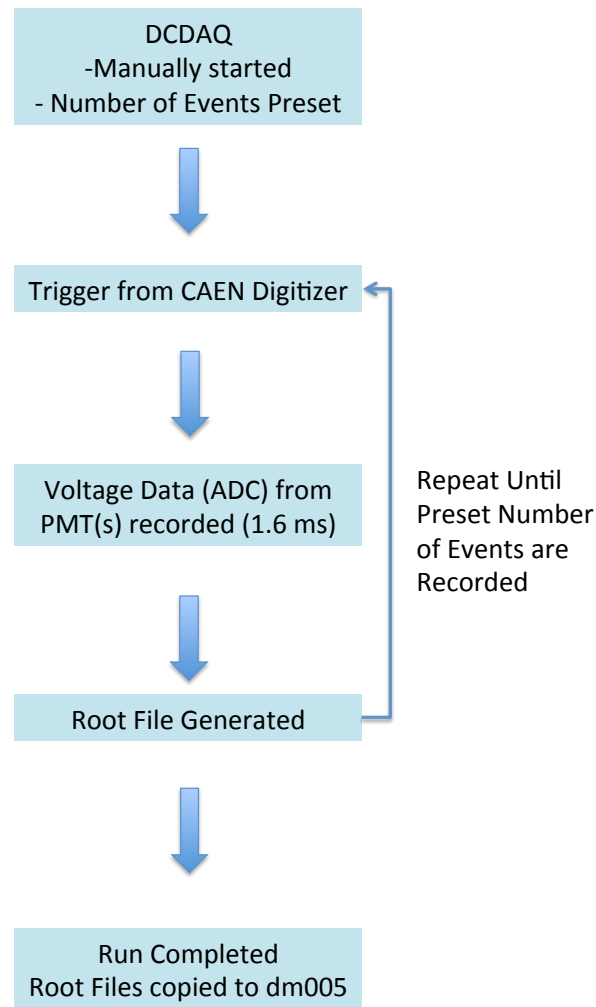 DCDAQ
-Manually started
- Number of Events Preset
Trigger from CAEN Digitizer
Voltage Data (ADC) from
PMT(s) recorded (1.6 ms)
Repeat Until
Preset Number
of Events are
Recorded
Root File Generated
Run Completed
Root Files copied to dm005